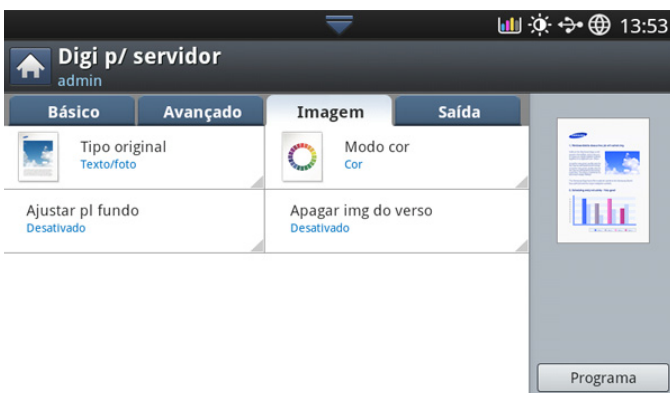 13:53
Digi p/ servidor
admin
Básico Avançado Imagem Saída
Tipo original
Texto/foto
Modo cor
Cor
Ajustar pl fundo
Desativado
Apagar img do verso
Desativado
Programa